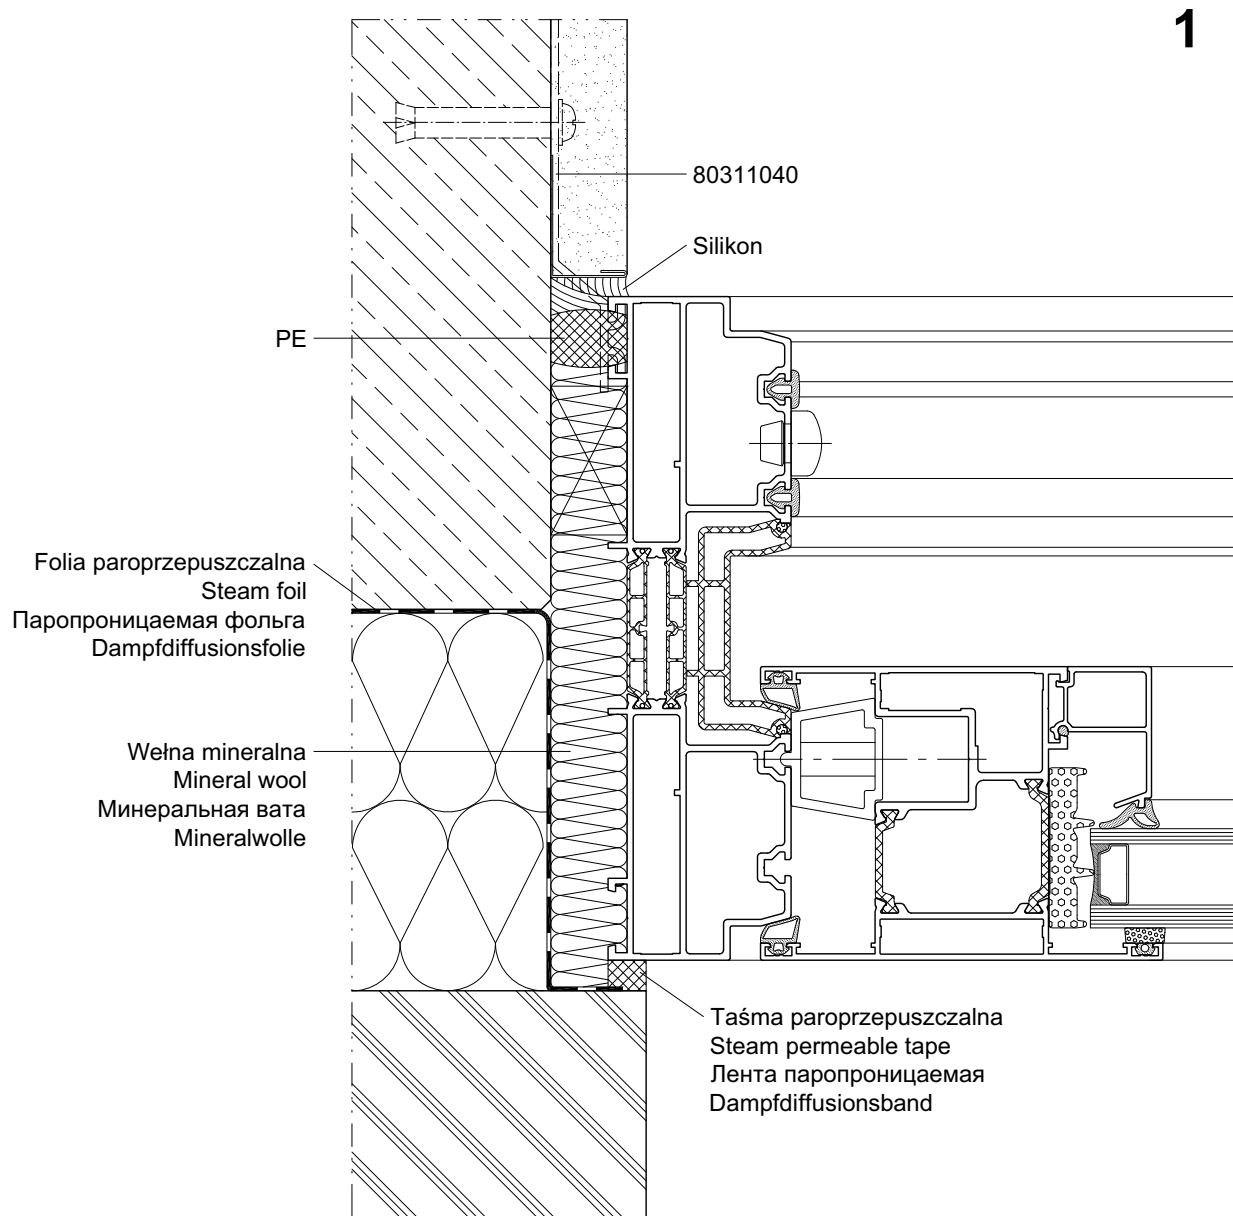 1
80311040
Silikon
PE
Folia paroprzepuszczalna
Steam foil
Паропроницаемая фольга
Dampfdiffusionsfolie
Wełna mineralna
Mineral wool
Минеральная вата
Mineralwolle
Taśma paroprzepuszczalna
Steam permeable tape
Лента паропроницаемая
Dampfdiffusionsband